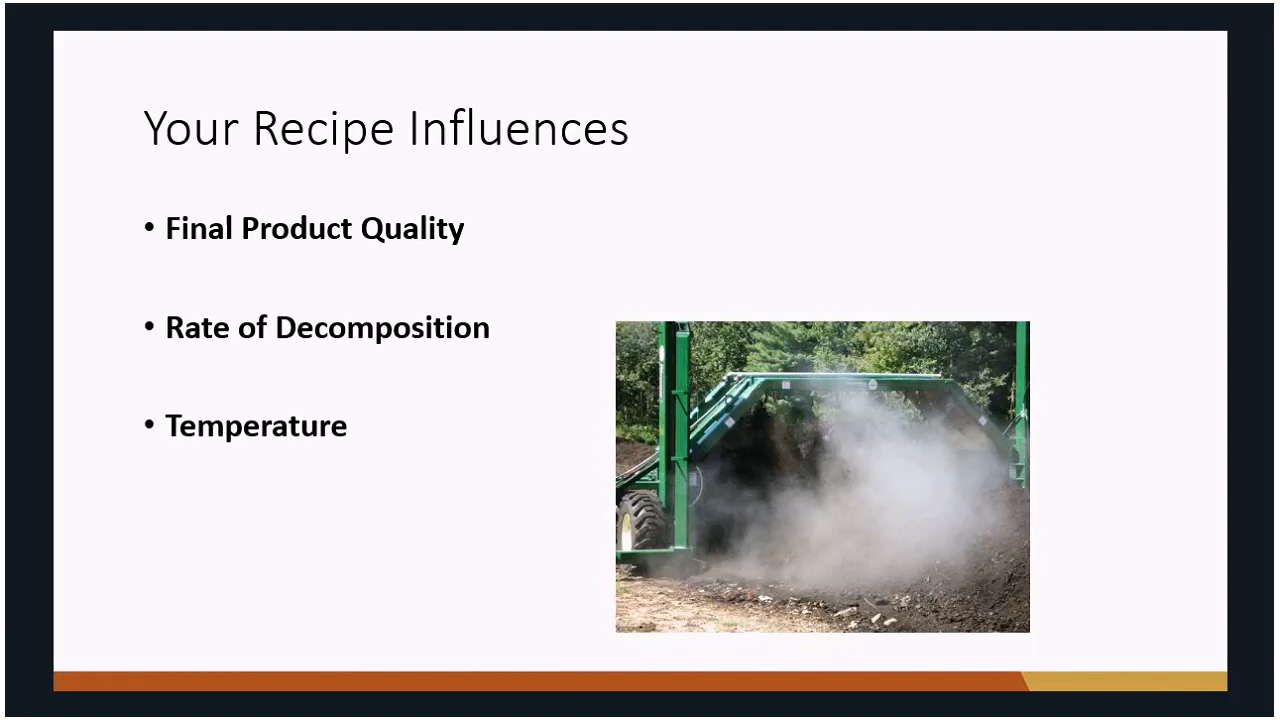 Your Recipe Influences
• Final Product Quality
• Rate of Decomposition
• Temperature